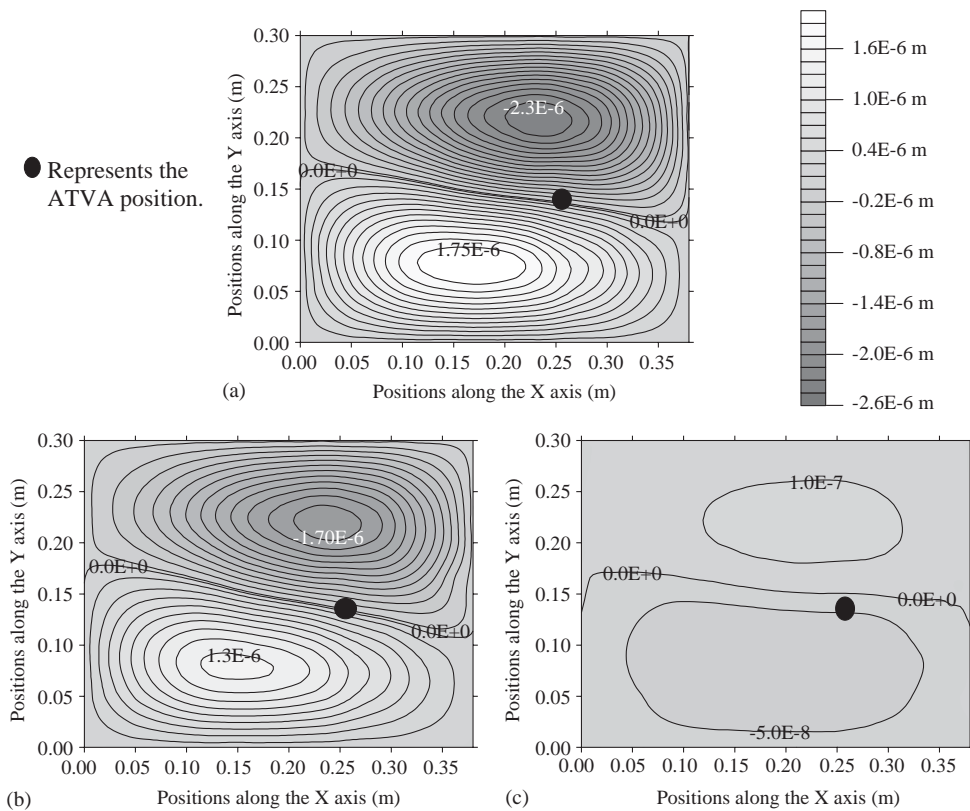 Represents the
ATVA position.
Positions along the Y axis (m)
0.30
0.25
0.20
0.15
0.10
0.05
0.00
-2.3E-6
0.0E+0
0.0E+0
1.75E-6
0.00 0.05 0.10 0.15 0.20 0.25 0.30 0.35
(a)
Positions along the X axis (m)
1.6E-6 m
1.0E-6 m
0.4E-6 m
-0.2E-6 m
-0.8E-6 m
-1.4E-6 m
-2.0E-6 m
-2.6E-6 m
Positions along the Y axis (m)
0.30
0.25
0.20
0.15
0.10
0.05
0.00
-1.70E-6
0.0E+0
0.0E+0
1.3E-6
0.00 0.05 0.10 0.15 0.20 0.25 0.30 0.35
(b)
Positions along the X axis (m)
Positions along the Y axis (m)
0.30
0.25
0.20
0.15
0.10
0.05
0.00
1.0E-7
0.0E+0
0.0E+0
-5.0E-8
0.00 0.05 0.10 0.15 0.20 0.25 0.30 0.35
(c)
Positions along the X axis (m)